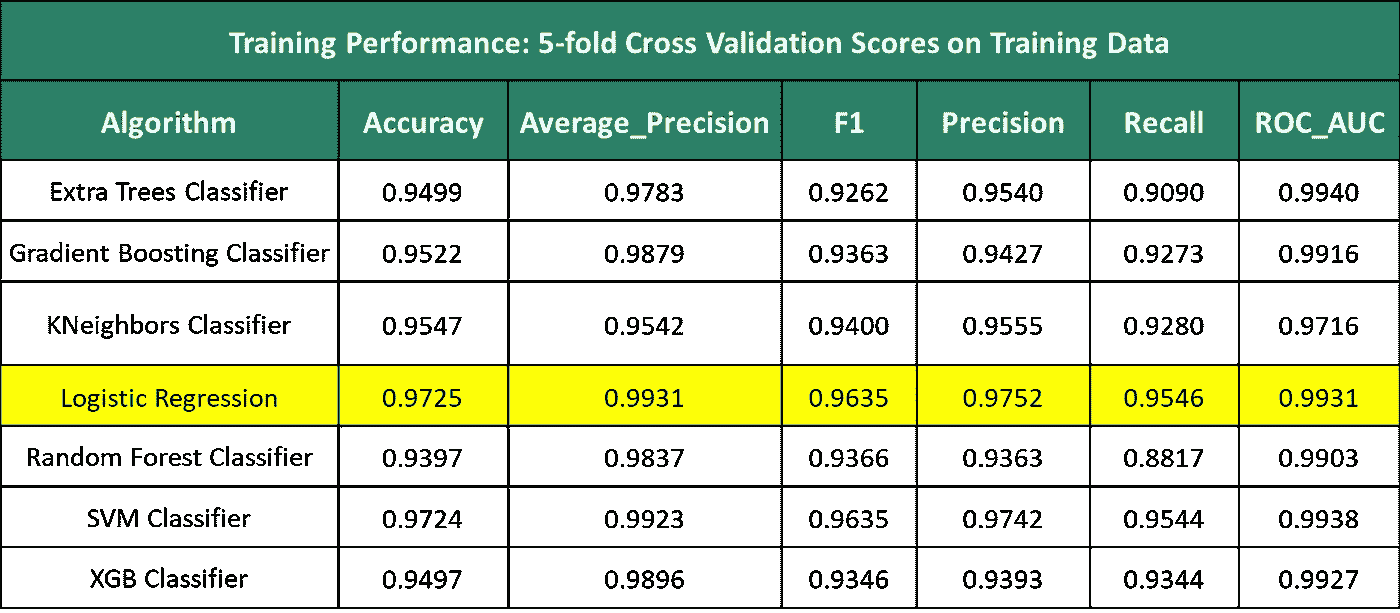 Training Performance: 5-fold Cross Validation Scores on Training Data
Algorithm Accuracy Average_Precision F1 Precision Recall ROC_AUC
Extra Trees Classifier 0.9499 0.9783 0.9262 0.9540 0.9090 0.9940
Gradient Boosting Classifier 0.9522 0.9879 0.9363 0.9427 0.9273 0.9916
KNeighbors Classifier 0.9547 0.9542 0.9400 0.9555 0.9280 0.9716
Logistic Regression 0.9725 0.9931 0.9635 0.9752 0.9546 0.9931
Random Forest Classifier 0.9397 0.9837 0.9366 0.9363 0.8817 0.9903
SVM Classifier 0.9724 0.9923 0.9635 0.9742 0.9544 0.9938
XGB Classifier 0.9497 0.9896 0.9346 0.9393 0.9344 0.9927